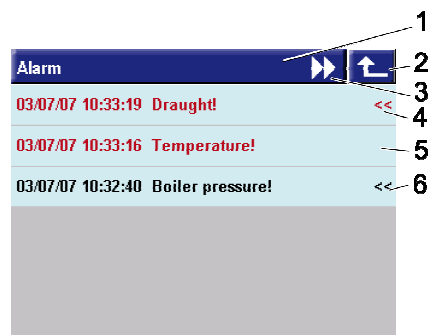 1
Alarm
2
3
03/07/07 10:33:19 Draught! <<
4
03/07/07 10:33:16 Temperature!
5
03/07/07 10:32:40 Boiler pressure! <<
6